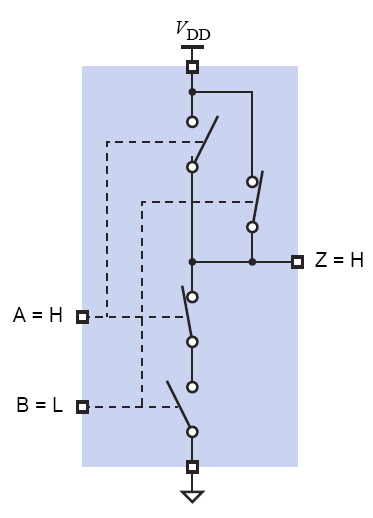 VDD
Z = H
A = H
B = L